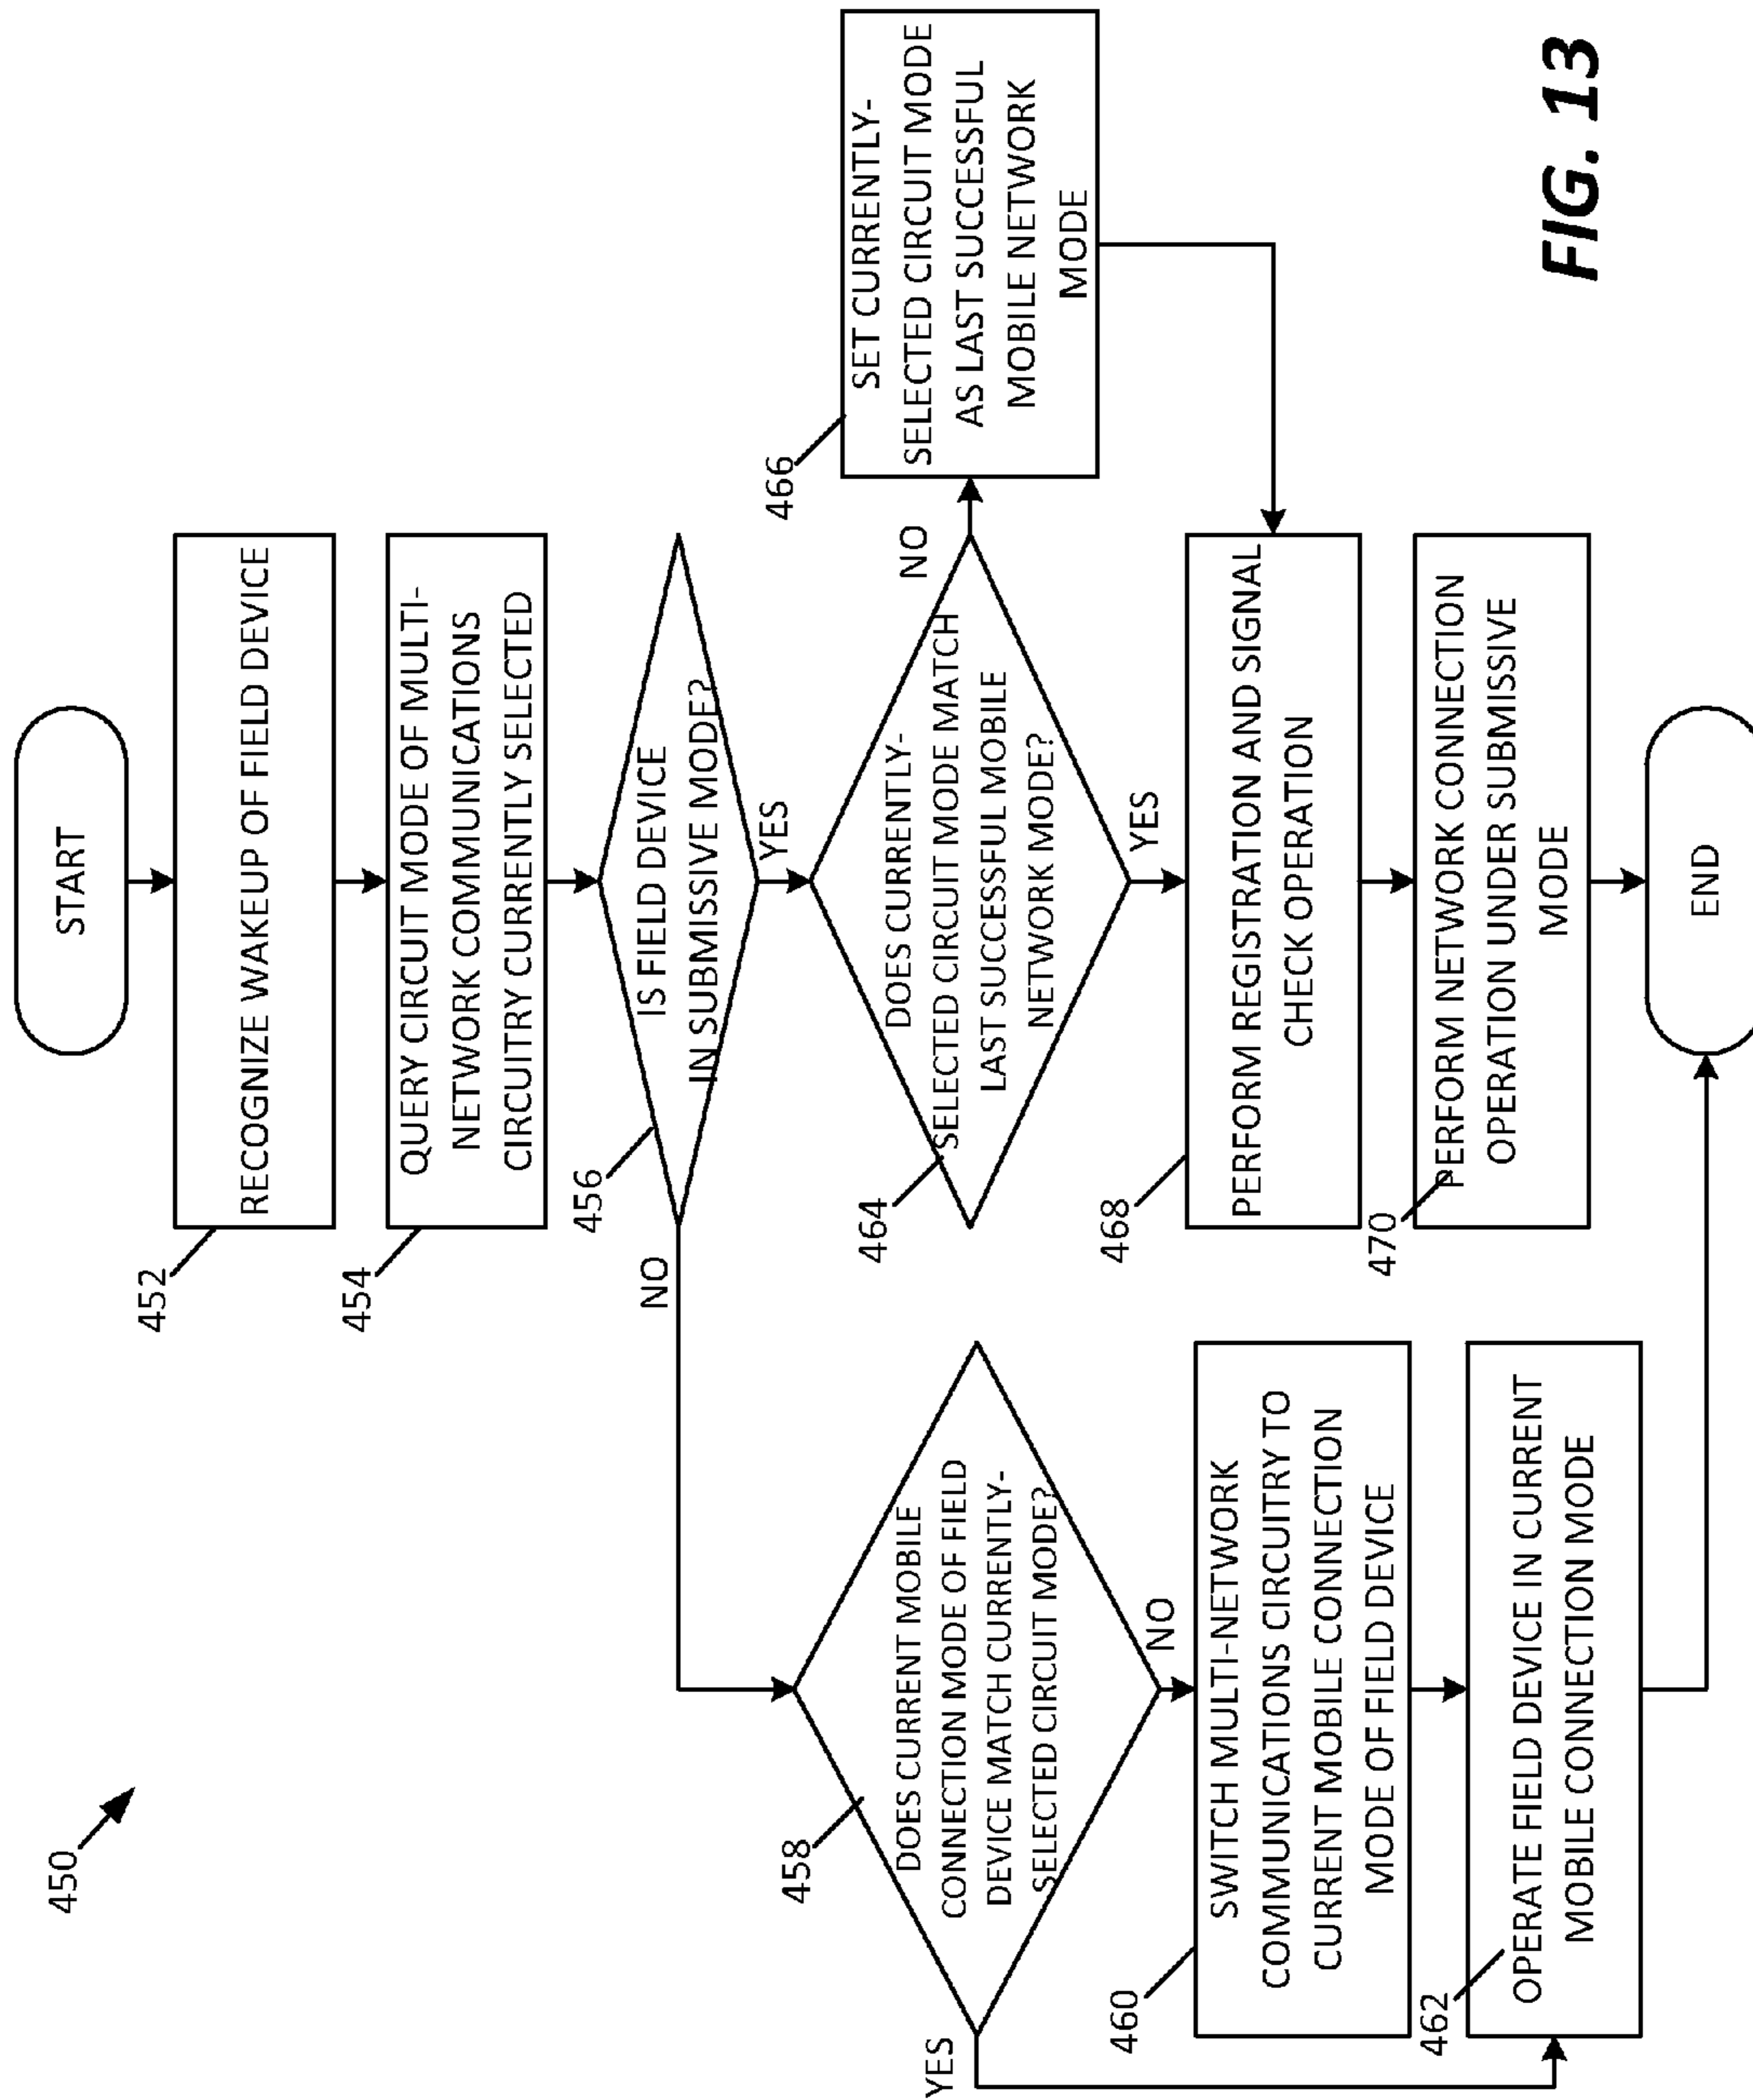 450
START
452
RECOGNIZE WAKEUP OF FIELD DEVICE
454
QUERY CIRCUIT MODE OF MULTI-
NETWORK COMMUNICATIONS
CIRCUITRY CURRENTLY SELECTED
456
IS FIELD DEVICE
IN SUBMISSIVE MODE?
NO
YES
458
DOES CURRENT MOBILE
CONNECTION MODE OF FIELD
DEVICE MATCH CURRENTLY-
SELECTED CIRCUIT MODE?
YES
NO
460
SWITCH MULTI-NETWORK
COMMUNICATIONS CIRCUITRY TO
CURRENT MOBILE CONNECTION
MODE OF FIELD DEVICE
462
OPERATE FIELD DEVICE IN CURRENT
MOBILE CONNECTION MODE
464
DOES CURRENTLY-
SELECTED CIRCUIT MODE MATCH
LAST SUCCESSFUL MOBILE
NETWORK MODE?
NO
YES
466
SET CURRENTLY-
SELECTED CIRCUIT MODE
AS LAST SUCCESSFUL
MOBILE NETWORK
MODE
468
PERFORM REGISTRATION AND SIGNAL
CHECK OPERATION
470
PERFORM NETWORK CONNECTION
OPERATION UNDER SUBMISSIVE
MODE
END
FIG. 13